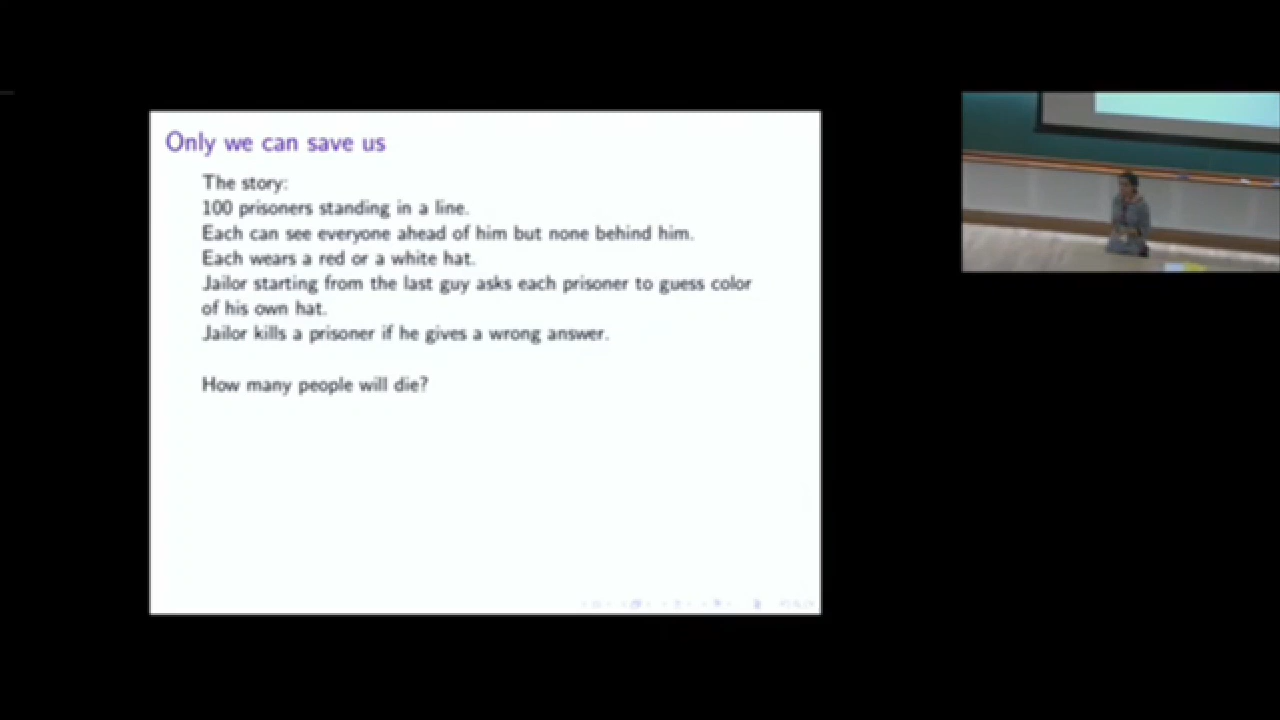 Only we can save us
The story:
100 prisoners standing in a line.
Each can see everyone ahead of him but none behind him.
Each wears a red or a white hat.
Jailor starting from the last guy asks each prisoner to guess color
of his own hat.
Jailor kills a prisoner if he gives a wrong answer.
How many people will die?